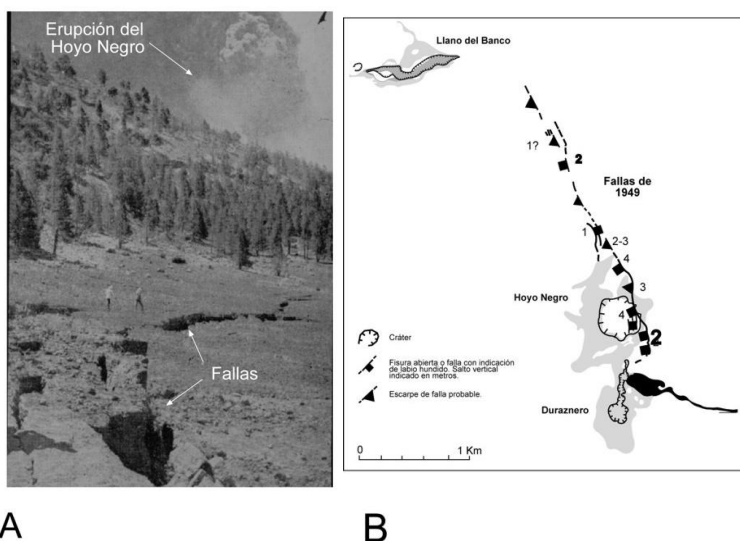 Erupción del
Hoyo Negro
Fallas
A
Llano del Banco
1?
2
Fallas de
1949
1
2-3
4
3
Hoyo Negro
4
2
Cráter
Fisura abierta o falla con indicación
de labio hundido. Salto vertical
indicado en metros.
Escarpe de falla probable.
Duraznero
0
1 Km
B